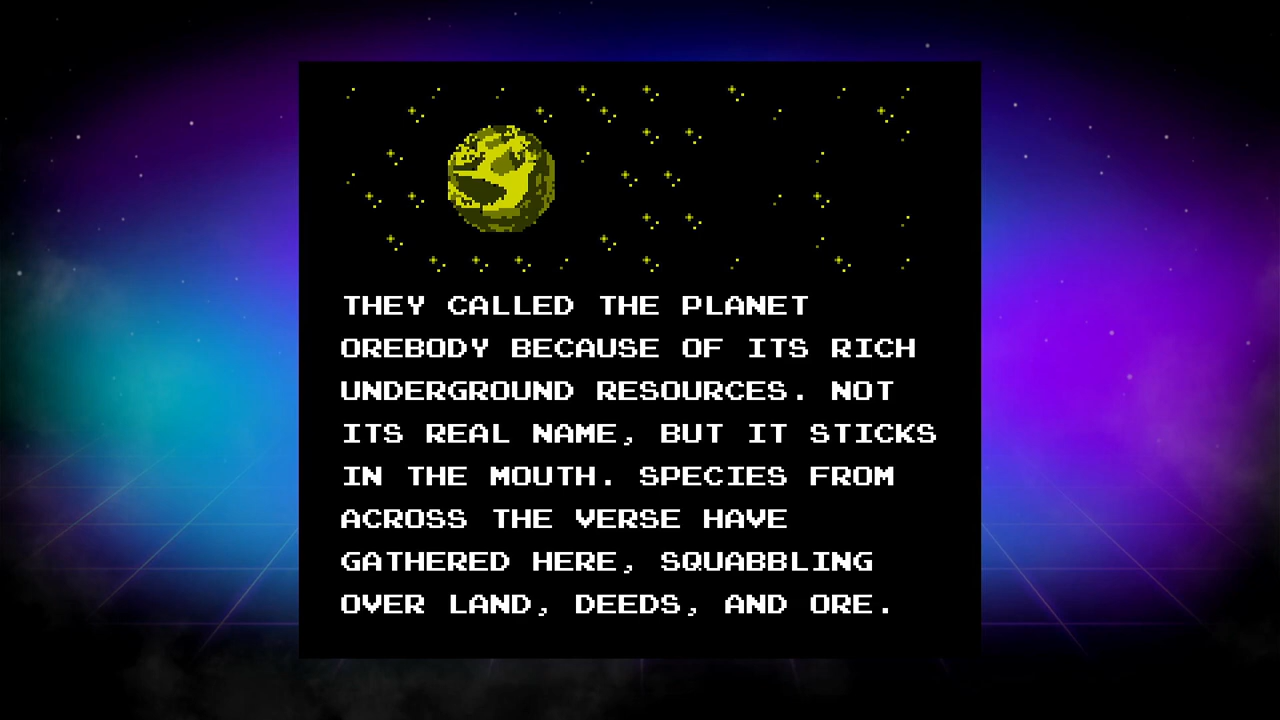 THEY CALLED THE PLANET
OREBODY BECAUSE OF ITS RICH
UNDERGROUND RESOURCES. NOT
ITS REAL NAME, BUT IT STICKS
IN THE MOUTH. SPECIES FROM
ACROSS THE VERSE HAVE
GATHERED HERE, SQUABBLING
OVER LAND, DEEDS, AND ORE.